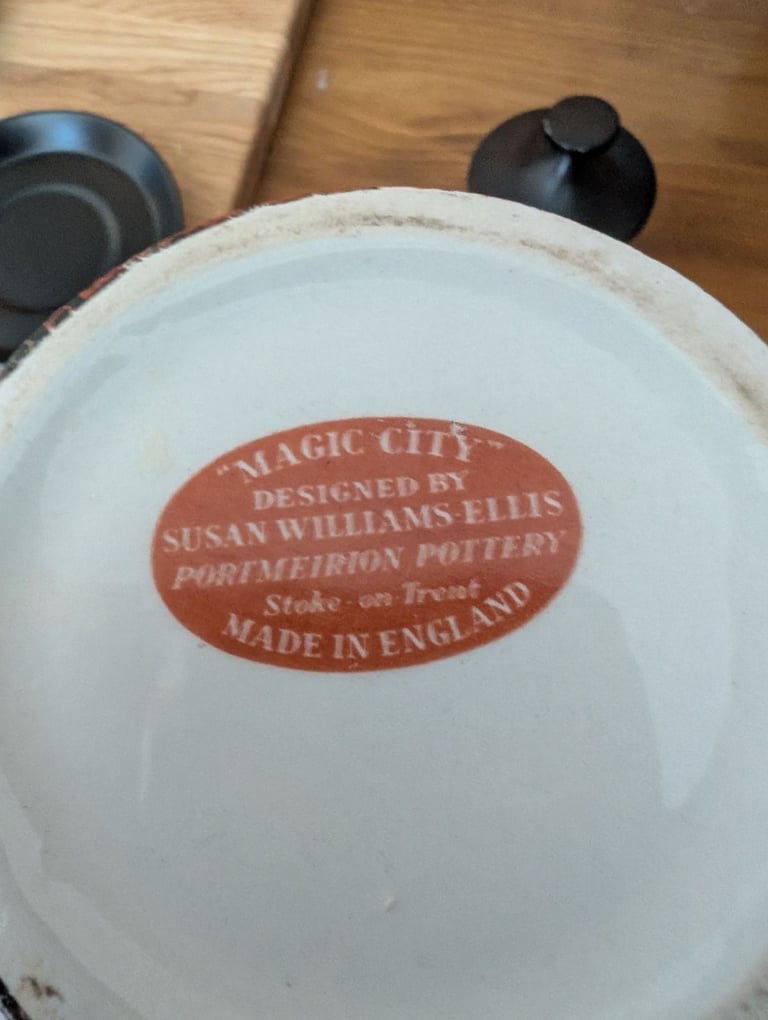 "MAGIC CITY"
DESIGNED BY
SUSAN WILLIAMS-ELLIS
PORTMEIRION POTTERY
Stoke-on-Trent
MADE IN ENGLAND